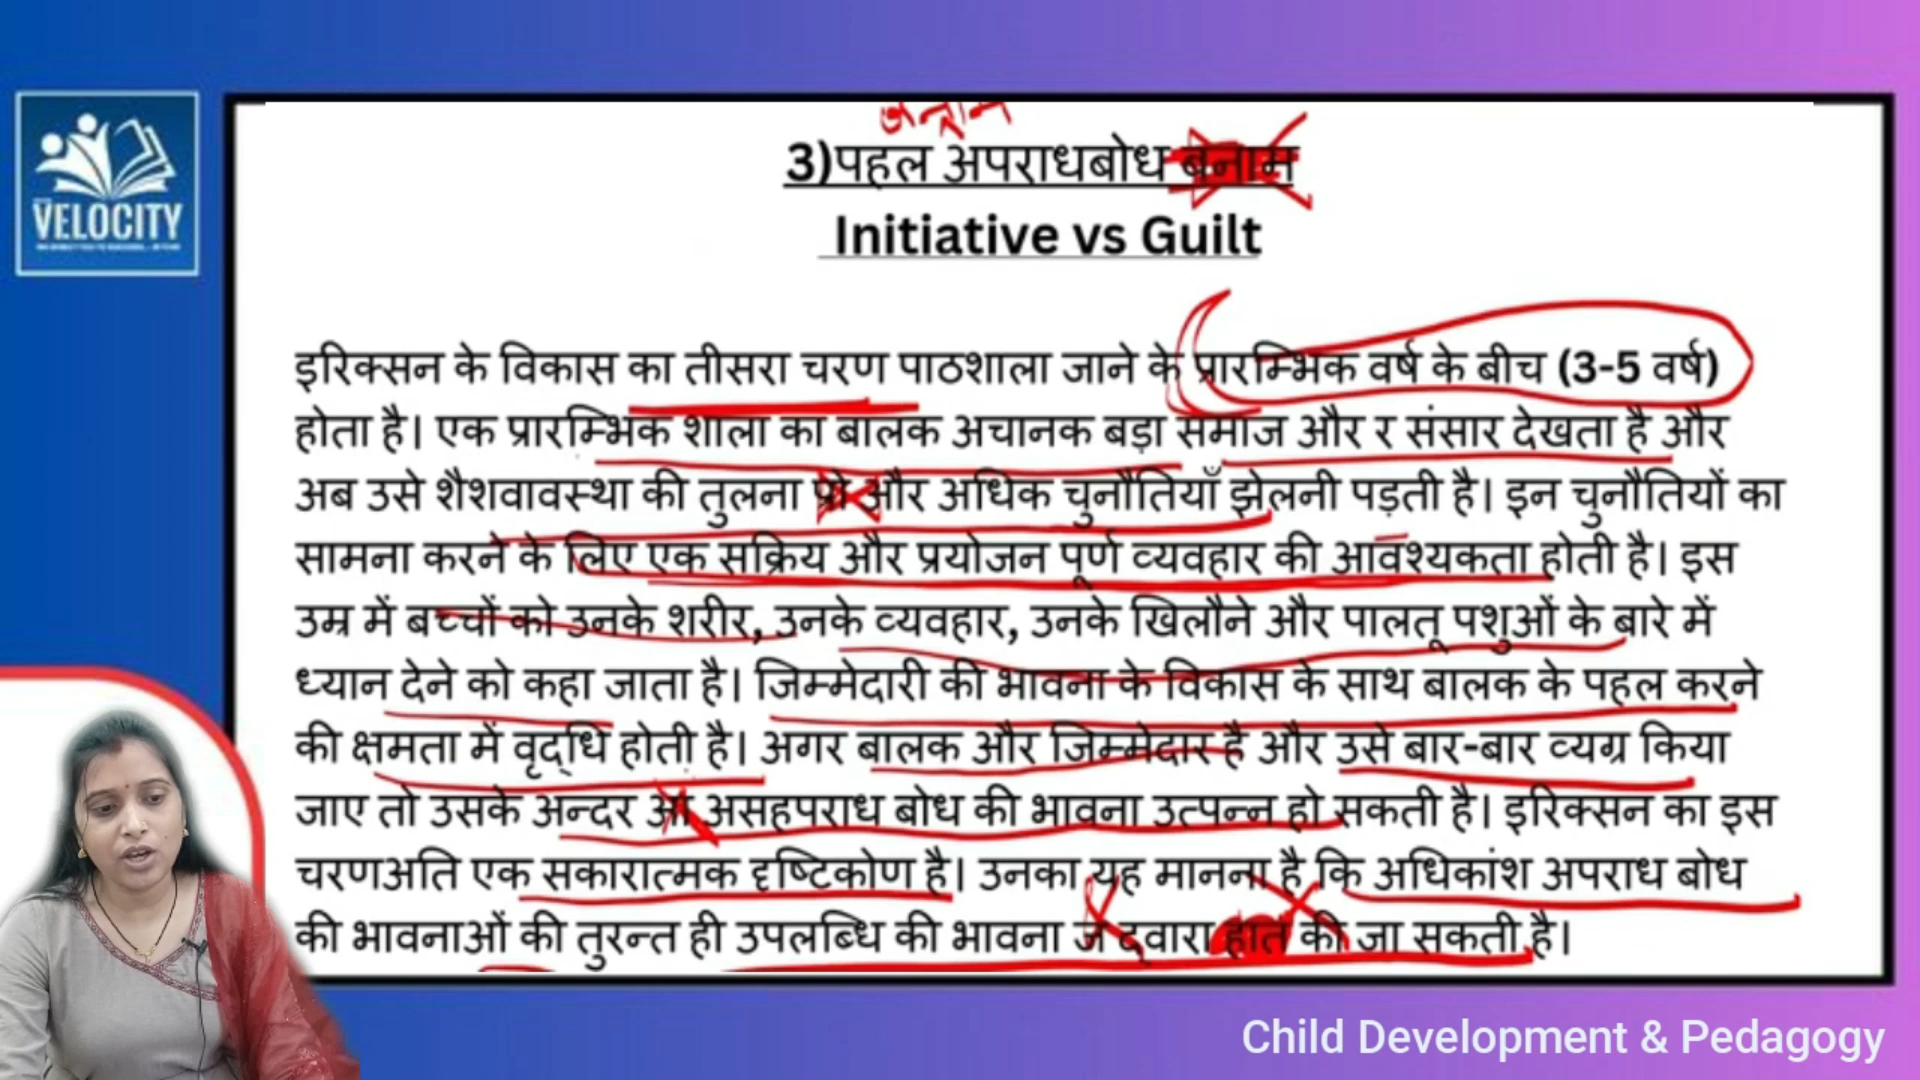 VELOCITY
3)पहल अपराधबोध बनाम
Initiative vs Guilt
इरिक्सन के विकास का तीसरा चरण पाठशाला जाने के प्रारम्भिक वर्ष के बीच (3-5 वर्ष)
होता है। एक प्रारम्भिक शाला का बालक अचानक बड़ा समाज और र संसार देखता है और
अब उसे शैशवावस्था की तुलना और अधिक चुनौतियाँ झेलनी पड़ती है। इन चुनौतियों का
सामना करने के लिए एक सक्रिय और प्रयोजन पूर्ण व्यवहार की आवश्यकता होती है। इस
उम्र में बच्चों को उनके शरीर, उनके व्यवहार, उनके खिलौने और पालतू पशुओं के बारे में
ध्यान देने को कहा जाता है। जिम्मेदारी की भावना के विकास के साथ बालक के पहल करने
की क्षमता में वृद्धि होती है। अगर बालक और जिम्मेदार है और उसे बार-बार व्यग्र किया
जाए तो उसके अन्दर असहपराध बोध की भावना उत्पन्न हो सकती है। इरिक्सन का इस
चरणअति एक सकारात्मक दृष्टिकोण है। उनका यह मानना है कि अधिकांश अपराध बोध
की भावनाओं की तुरन्त ही उपलब्धि की भावना द्वारा की जा सकती है।
Child Development & Pedagogy